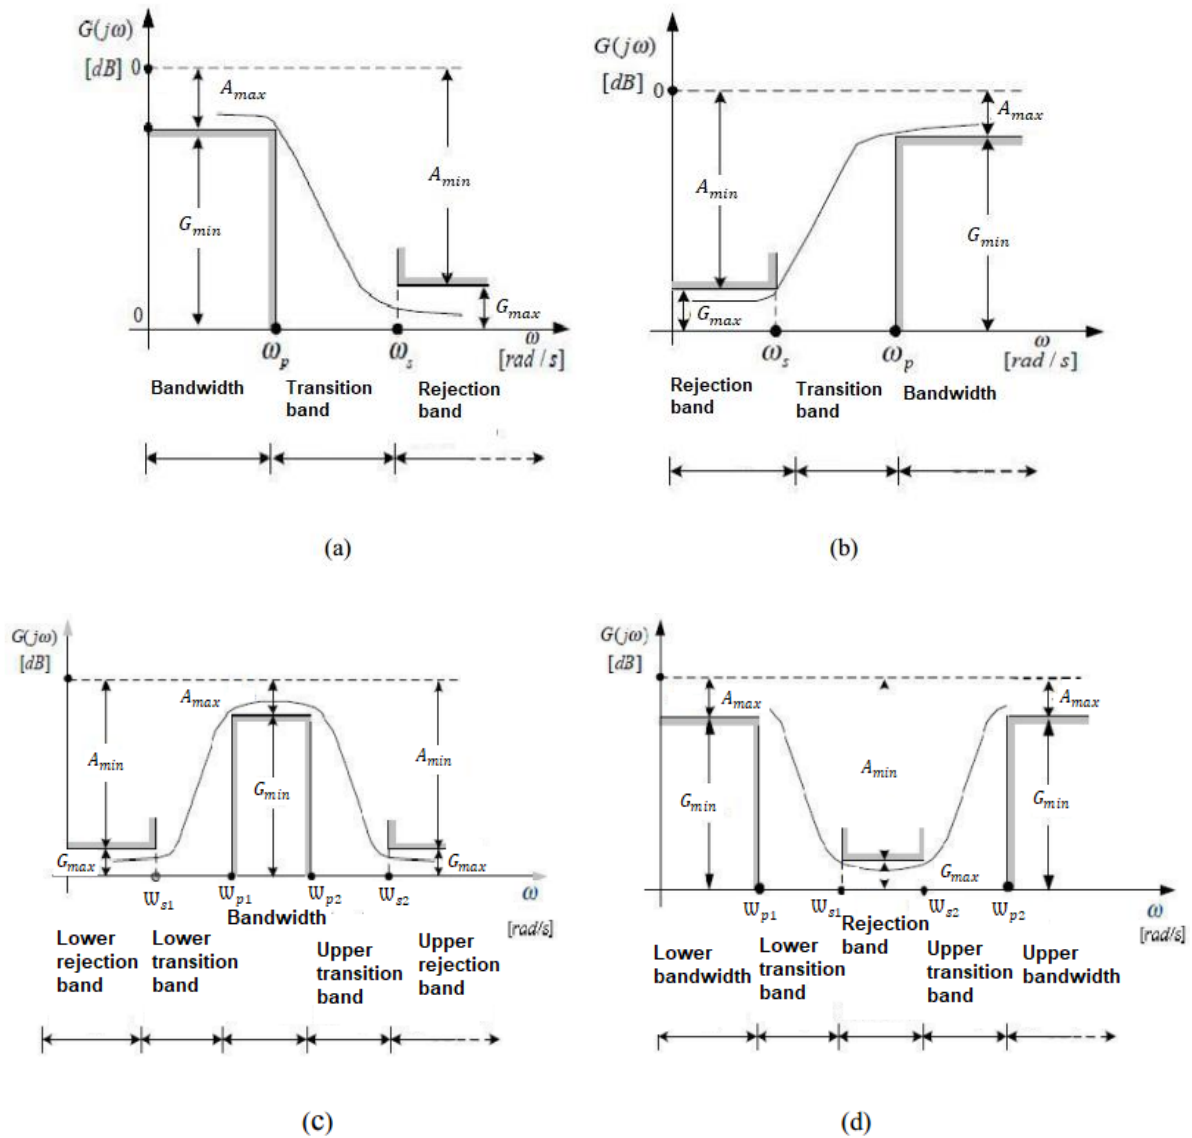 G(jω)
[dB] 0
A_max
A_min
G_min
G_max
0
ω_p
ω_s
ω
[rad / s]
Bandwidth
Transition
band
Rejection
band
(a)
G(jω)
[dB]
0
A_max
A_min
G_min
G_max
ω_s
ω_p
ω
[rad / s]
Rejection
band
Transition
band
Bandwidth
(b)
G(jω)
[dB]
A_max
A_min
A_min
G_min
G_max
G_max
W_s1
W_p1
W_p2
W_s2
ω
[rad/s]
Bandwidth
Lower
rejection
band
Lower
transition
band
Upper
transition
band
Upper
rejection
band
(c)
G(jω)
[dB]
A_max
A_max
A_min
G_min
G_min
G_max
W_p1
W_s1
W_s2
W_p2
ω
[rad/s]
Lower
bandwidth
Lower
transition
band
Rejection
band
Upper
transition
band
Upper
bandwidth
(d)